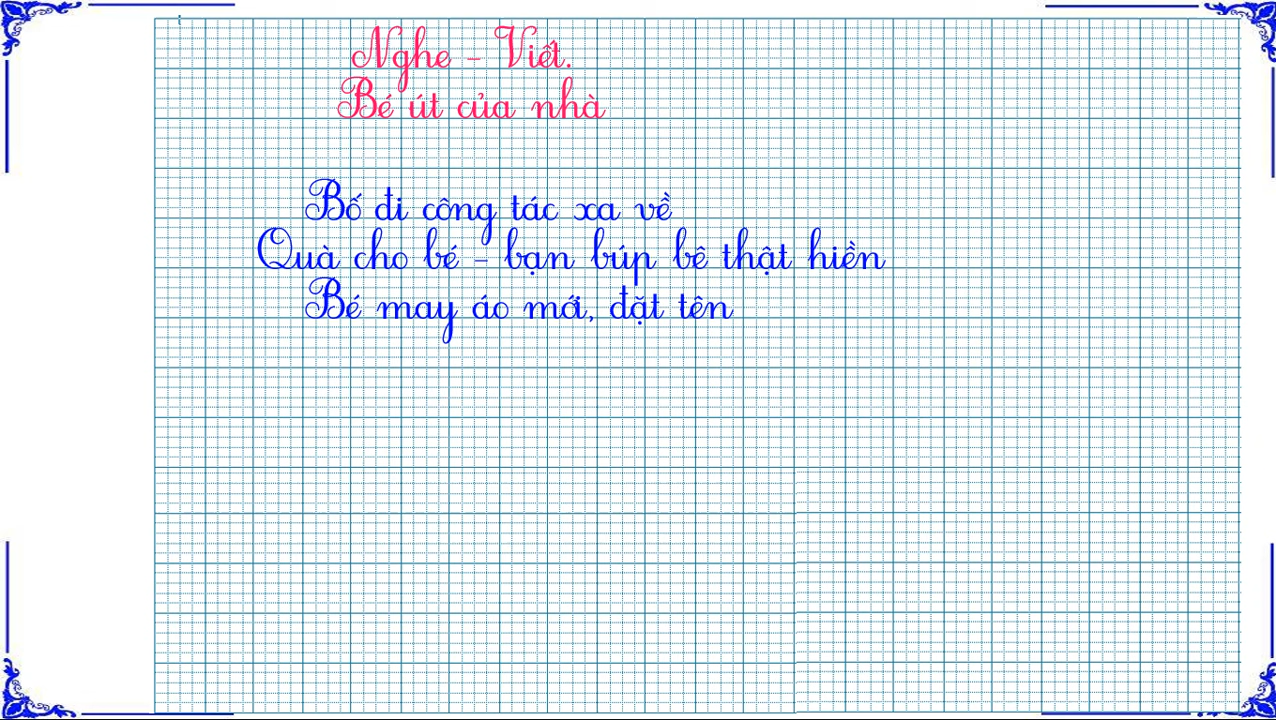 Nghe - Viết.
Bé út của nhà
Bố đi công tác xa về
Quà cho bé - bạn búp bê thật hiền
Bé may áo mới, đặt tên